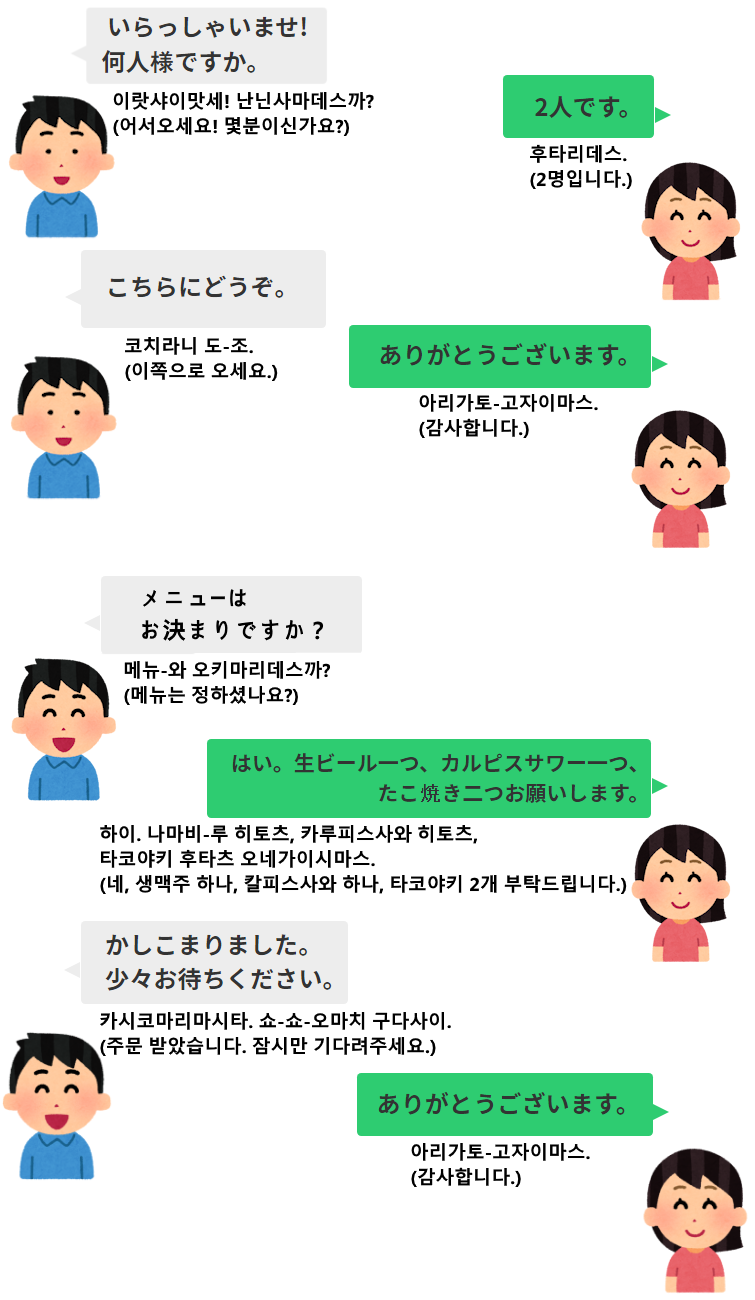 いらっしゃいませ!
何人様ですか。
이랏샤이맛세! 난닌사마데스까?
(어서오세요! 몇분이신가요?)
2人です。
후타리데스.
(2명입니다.)
こちらにどうぞ。
코치라니 도-조.
(이쪽으로 오세요.)
ありがとうございます。
아리가토-고자이마스.
(감사합니다.)
メニューは
お決まりですか？
메뉴-와 오키마리데스까?
(메뉴는 정하셨나요?)
はい。生ビール一つ、カルピスサワー一つ、
たこ焼き二つお願いします。
하이. 나마비-루 히토츠, 카루피스사와 히토츠,
타코야키 후타츠 오네가이시마스.
(네, 생맥주 하나, 칼피스사와 하나, 타코야키 2개 부탁드립니다.)
かしこまりました。
少々お待ちください。
카시코마리마시타. 쇼-쇼-오마치 구다사이.
(주문 받았습니다. 잠시만 기다려주세요.)
ありがとうございます。
아리가토-고자이마스.
(감사합니다.)